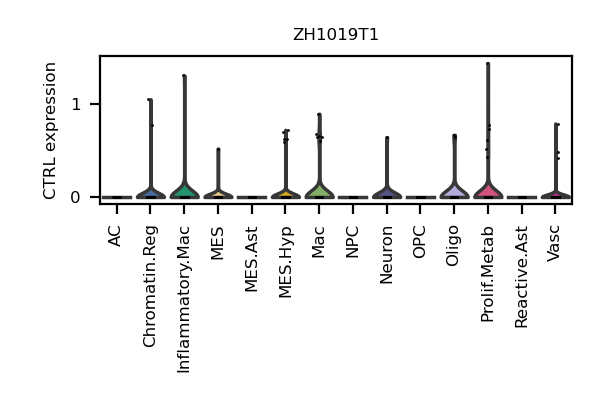 ZH1019T1
CTRL expression
1
0
AC
Chromatin.Reg
Inflammatory.Mac
MES
MES.Ast
MES.Hyp
Mac
NPC
Neuron
OPC
Oligo
Prolif.Metab
Reactive.Ast
Vasc